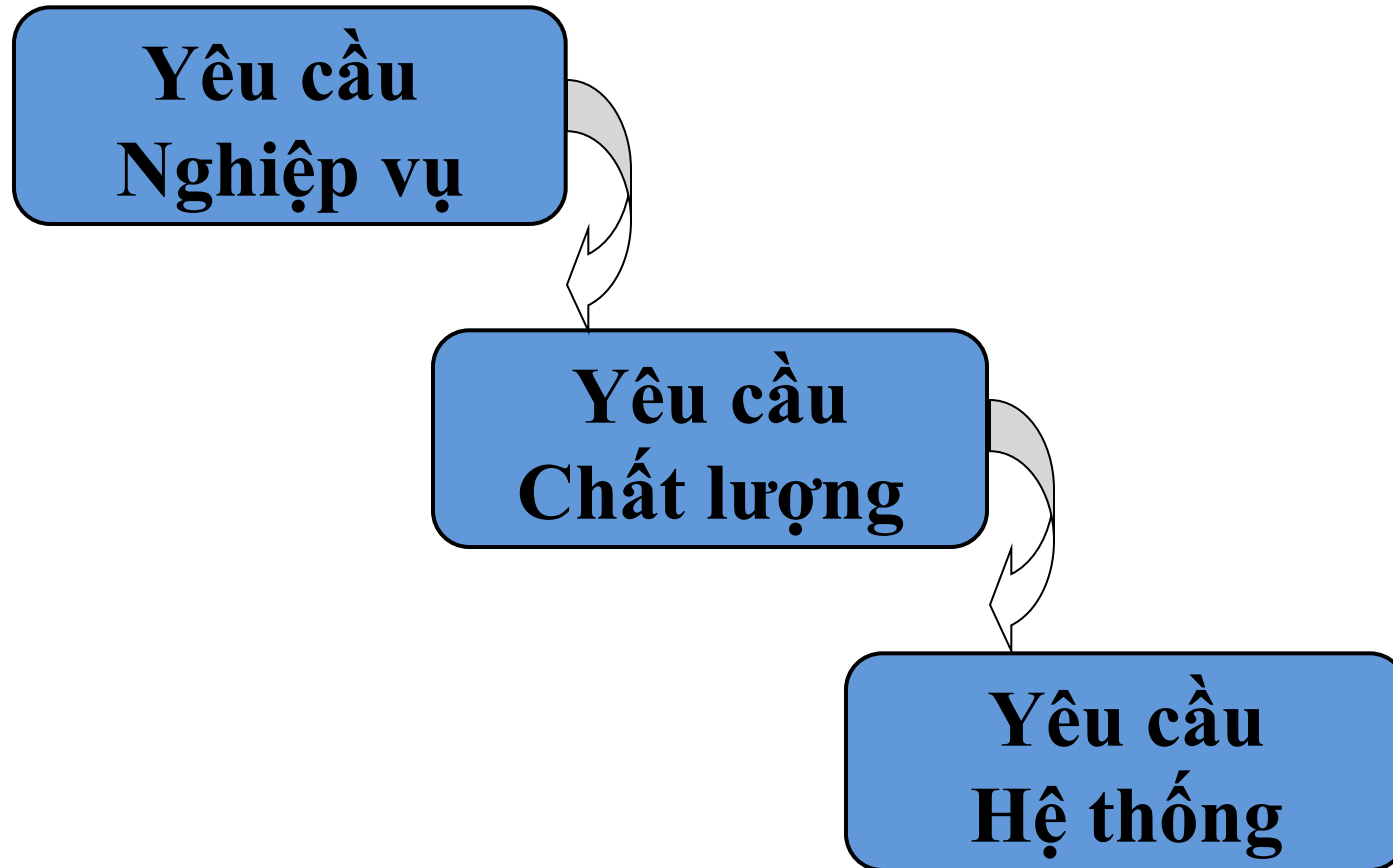 Yêu cầu
Nghiệp vụ
Yêu cầu
Chất lượng
Yêu cầu
Hệ thống